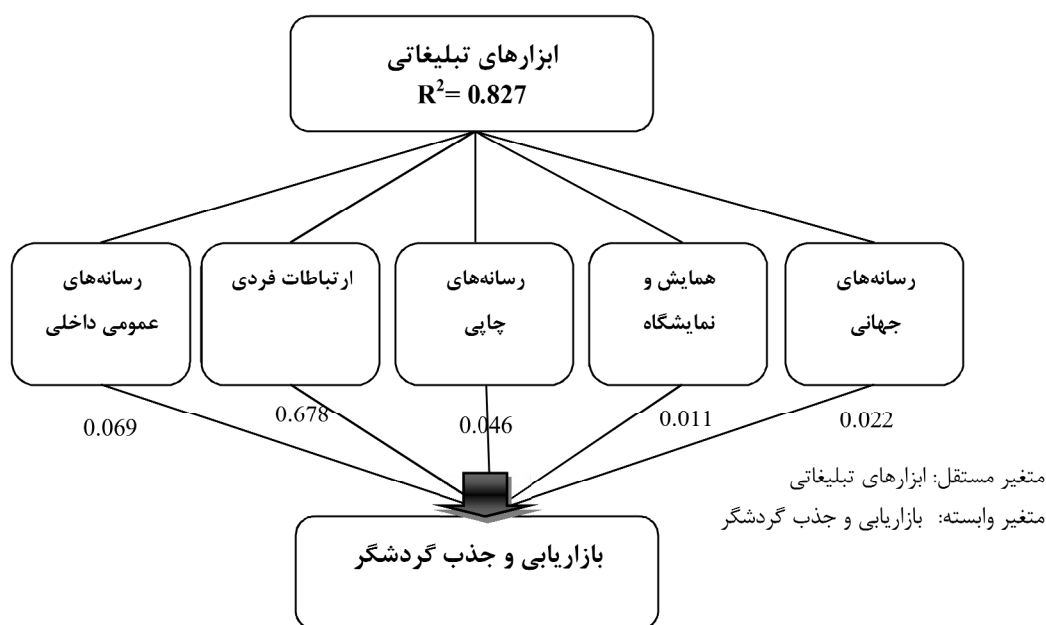 ابزارهای تبلیغاتی
R²= 0.827
رسانه‌های
جهانی
همایش و
نمایشگاه
رسانه‌های
چاپی
ارتباطات فردی
رسانه‌های
عمومی داخلی
0.022
0.011
0.046
0.678
0.069
متغیر مستقل: ابزارهای تبلیغاتی
متغیر وابسته: بازاریابی و جذب گردشگر
بازاریابی و جذب گردشگر